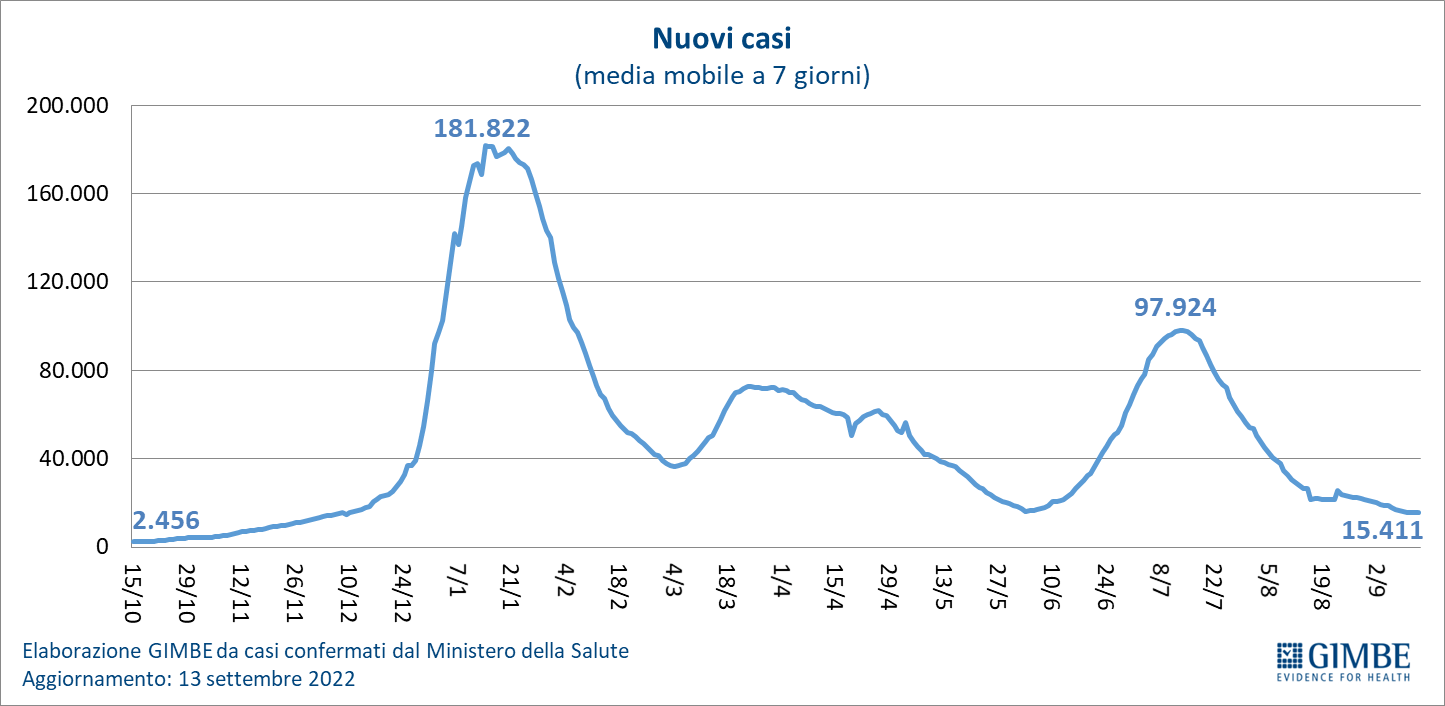 Nuovi casi
(media mobile a 7 giorni)
200.000
181.822
160.000
120.000
97.924
80.000
40.000
2.456
15.411
0
15/10 29/10 12/11 26/11 10/12 24/12 7/1 21/1 4/2 18/2 4/3 18/3 1/4 15/4 29/4 13/5 27/5 10/6 24/6 8/7 22/7 5/8 19/8 2/9
Elaborazione GIMBE da casi confermati dal Ministero della Salute
Aggiornamento: 13 settembre 2022
GIMBE
EVIDENCE FOR HEALTH